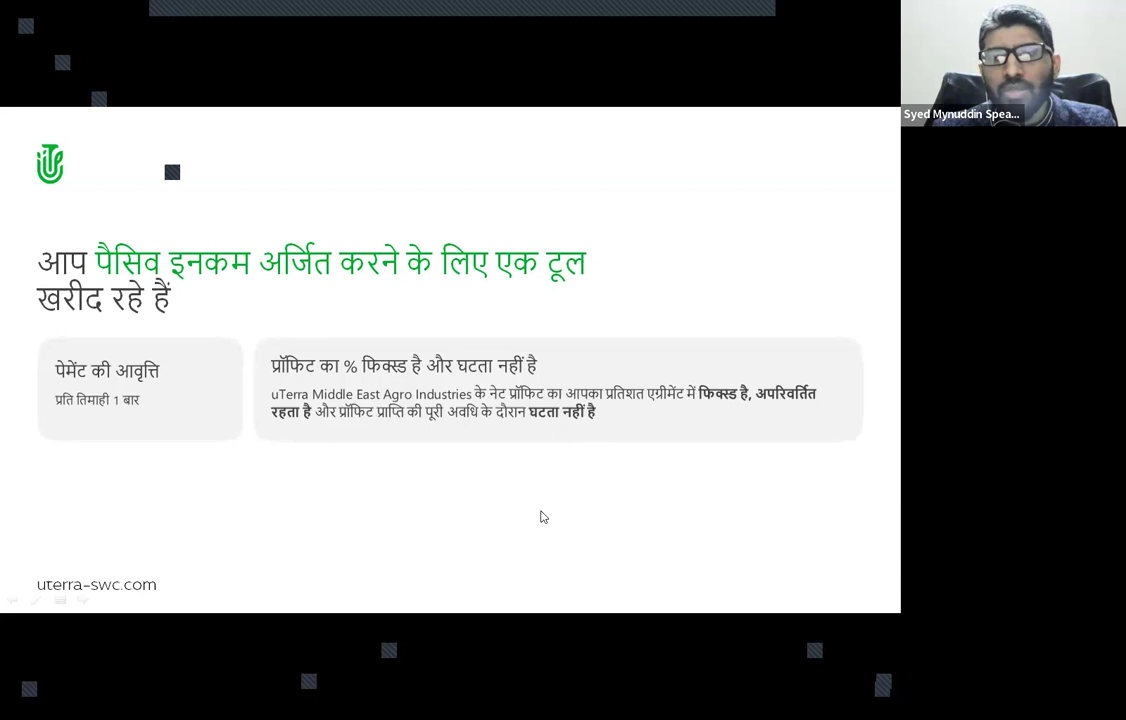 Syed Mynuddin Spea...
आप पैसिव इनकम अर्जित करने के लिए एक टूल
खरीद रहे हैं
पेमेंट की आवृत्ति
प्रति तिमाही 1 बार
प्रॉफिट का % फिक्स्ड है और घटता नहीं है
uTerra Middle East Agro Industries के नेट प्रॉफिट का आपका प्रतिशत एग्रीमेंट में फिक्स्ड है, अपरिवर्तित
रहता है और प्रॉफिट प्राप्ति की पूरी अवधि के दौरान घटता नहीं है
uterra-swc.com